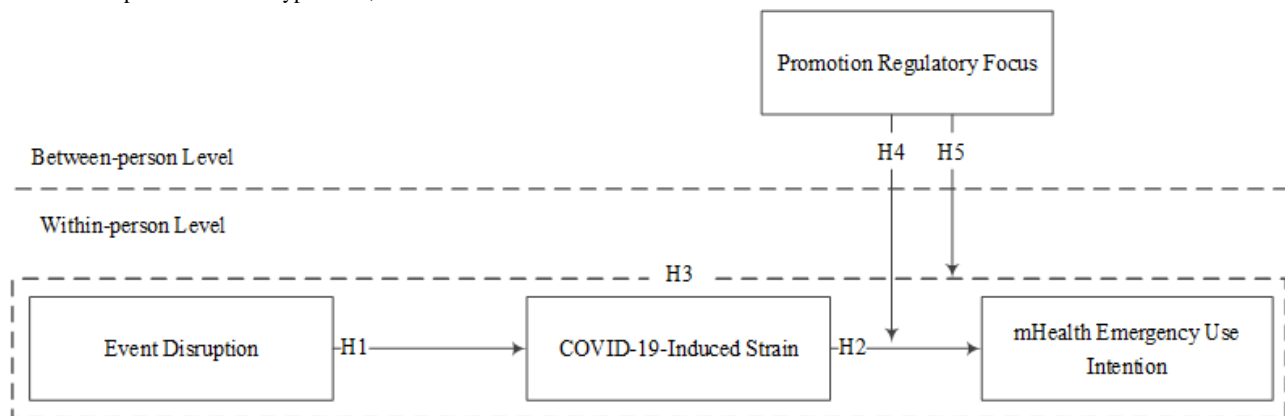 Promotion Regulatory Focus
H4
H5
Between-person Level
Within-person Level
H3
Event Disruption
H1
COVID-19-Induced Strain
H2
mHealth Emergency Use
Intention